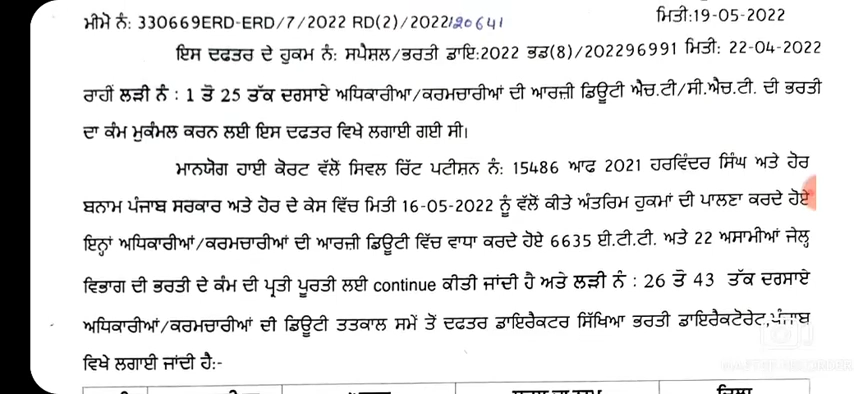 ਮੀਮੋ ਨੰ: 330669ERD-ERD/7/2022 RD(2)/2022/20641 ਮਿਤੀ:19-05-2022
ਇਸ ਦਫਤਰ ਦੇ ਹੁਕਮ ਨੰ: ਸਪੈਸ਼ਲ/ਭਰਤੀ ਡਾਇ:2022 ਭਡ(8)/202296991 ਮਿਤੀ: 22-04-2022
ਰਾਹੀਂ ਲੜੀ ਨੰ : 1 ਤੋਂ 25 ਤੱਕ ਦਰਸਾਏ ਅਧਿਕਾਰੀਆ/ਕਰਮਚਾਰੀਆਂ ਦੀ ਆਰਜ਼ੀ ਡਿਊਟੀ ਐਚ.ਟੀ/ਸੀ.ਐਚ.ਟੀ. ਦੀ ਭਰਤੀ
ਦਾ ਕੰਮ ਮੁਕੰਮਲ ਕਰਨ ਲਈ ਇਸ ਦਫਤਰ ਵਿਖੇ ਲਗਾਈ ਗਈ ਸੀ।
ਮਾਨਯੋਗ ਹਾਈ ਕੋਰਟ ਵੱਲੋਂ ਸਿਵਲ ਰਿੱਟ ਪਟੀਸ਼ਨ ਨੰ: 15486 ਆਫ 2021 ਹਰਵਿੰਦਰ ਸਿੰਘ ਅਤੇ ਹੋਰ
ਬਨਾਮ ਪੰਜਾਬ ਸਰਕਾਰ ਅਤੇ ਹੋਰ ਦੇ ਕੇਸ ਵਿੱਚ ਮਿਤੀ 16-05-2022 ਨੂੰ ਵੱਲੋਂ ਕੀਤੇ ਅੰਤਰਿਮ ਹੁਕਮਾਂ ਦੀ ਪਾਲਣਾ ਕਰਦੇ ਹੋਏ
ਇਨ੍ਹਾਂ ਅਧਿਕਾਰੀਆਂ/ਕਰਮਚਾਰੀਆਂ ਦੀ ਆਰਜ਼ੀ ਡਿਊਟੀ ਵਿੱਚ ਵਾਧਾ ਕਰਦੇ ਹੋਏ 6635 ਈ.ਟੀ.ਟੀ. ਅਤੇ 22 ਅਸਾਮੀਆਂ ਜੇਲ੍ਹ
ਵਿਭਾਗ ਦੀ ਭਰਤੀ ਦੇ ਕੰਮ ਦੀ ਪ੍ਰਤੀ ਪੂਰਤੀ ਲਈ continue ਕੀਤੀ ਜਾਂਦੀ ਹੈ ਅਤੇ ਲੜੀ ਨੰ : 26 ਤੋਂ 43 ਤੱਕ ਦਰਸਾਏ
ਅਧਿਕਾਰੀਆਂ/ਕਰਮਚਾਰੀਆਂ ਦੀ ਡਿਊਟੀ ਤਤਕਾਲ ਸਮੇਂ ਤੋਂ ਦਫਤਰ ਡਾਇਰੈਕਟਰ ਸਿੱਖਿਆ ਭਰਤੀ ਡਾਇਰੈਕਟੋਰੇਟ,ਪੰਜਾਬ
ਵਿਖੇ ਲਗਾਈ ਜਾਂਦੀ ਹੈ:-